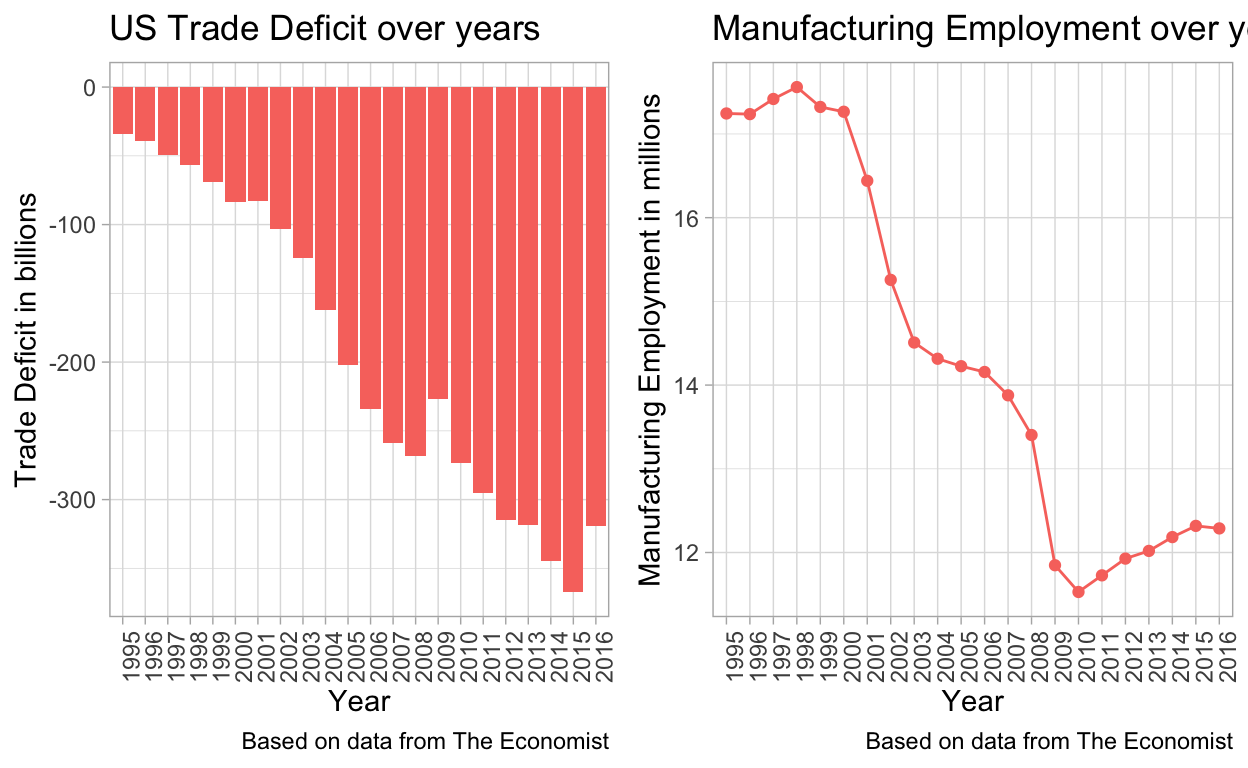 US Trade Deficit over years
Trade Deficit in billions
0
-100
-200
-300
1995 1996 1997 1998 1999 2000 2001 2002 2003 2004 2005 2006 2007 2008 2009 2010 2011 2012 2013 2014 2015 2016
Year
Based on data from The Economist
Manufacturing Employment over y
Manufacturing Employment in millions
16
14
12
1995 1996 1997 1998 1999 2000 2001 2002 2003 2004 2005 2006 2007 2008 2009 2010 2011 2012 2013 2014 2015 2016
Year
Based on data from The Economist